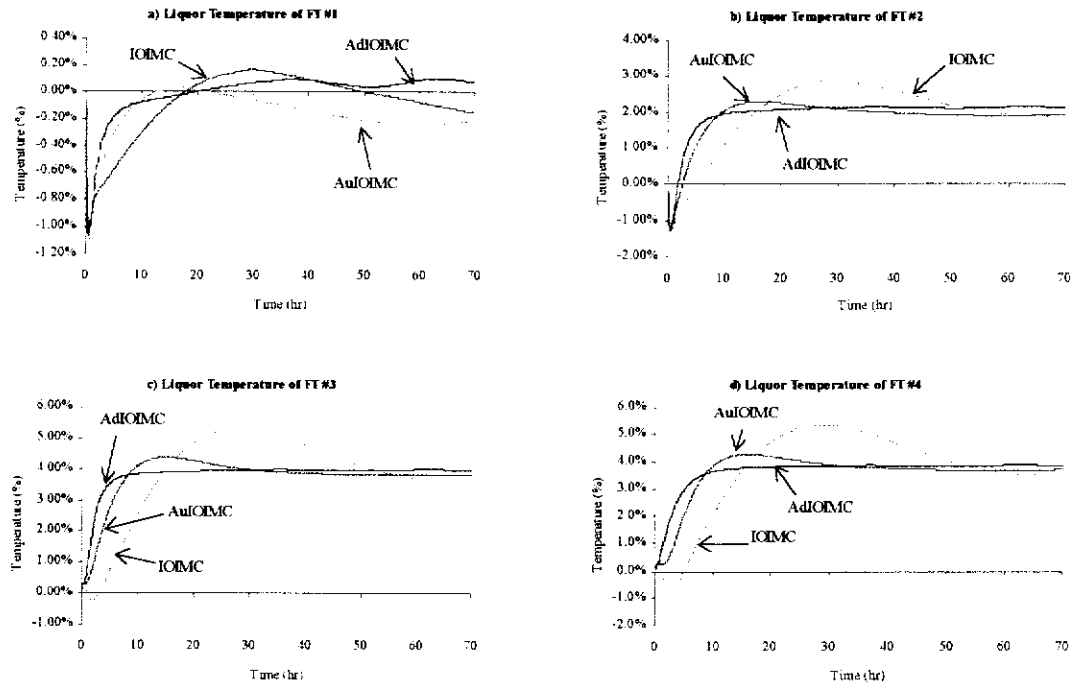 a) Liquor Temperature of FT #1
0.40%
0.20%
0.00%
-0.20%
-0.40%
-0.60%
-0.80%
-1.00%
-1.20%
Temperature (%)
IOIMC
AdIOIMC
AuIOIMC
0 10 20 30 40 50 60 70
Time (hr)
b) Liquor Temperature of FT #2
4.00%
3.00%
2.00%
1.00%
0.00%
-1.00%
-2.00%
Temperature (%)
AuIOIMC
IOIMC
AdIOIMC
0 10 20 30 40 50 60 70
Time (hr)
c) Liquor Temperature of FT #3
6.00%
5.00%
4.00%
3.00%
2.00%
1.00%
0.00%
-1.00%
Temperature (%)
AdIOIMC
AuIOIMC
IOIMC
0 10 20 30 40 50 60 70
Time (hr)
d) Liquor Temperature of FT #4
6.0%
5.0%
4.0%
3.0%
2.0%
1.0%
0.0%
-1.0%
-2.0%
Temperature (%)
AuIOIMC
AdIOIMC
IOIMC
0 10 20 30 40 50 60 70
Time (hr)